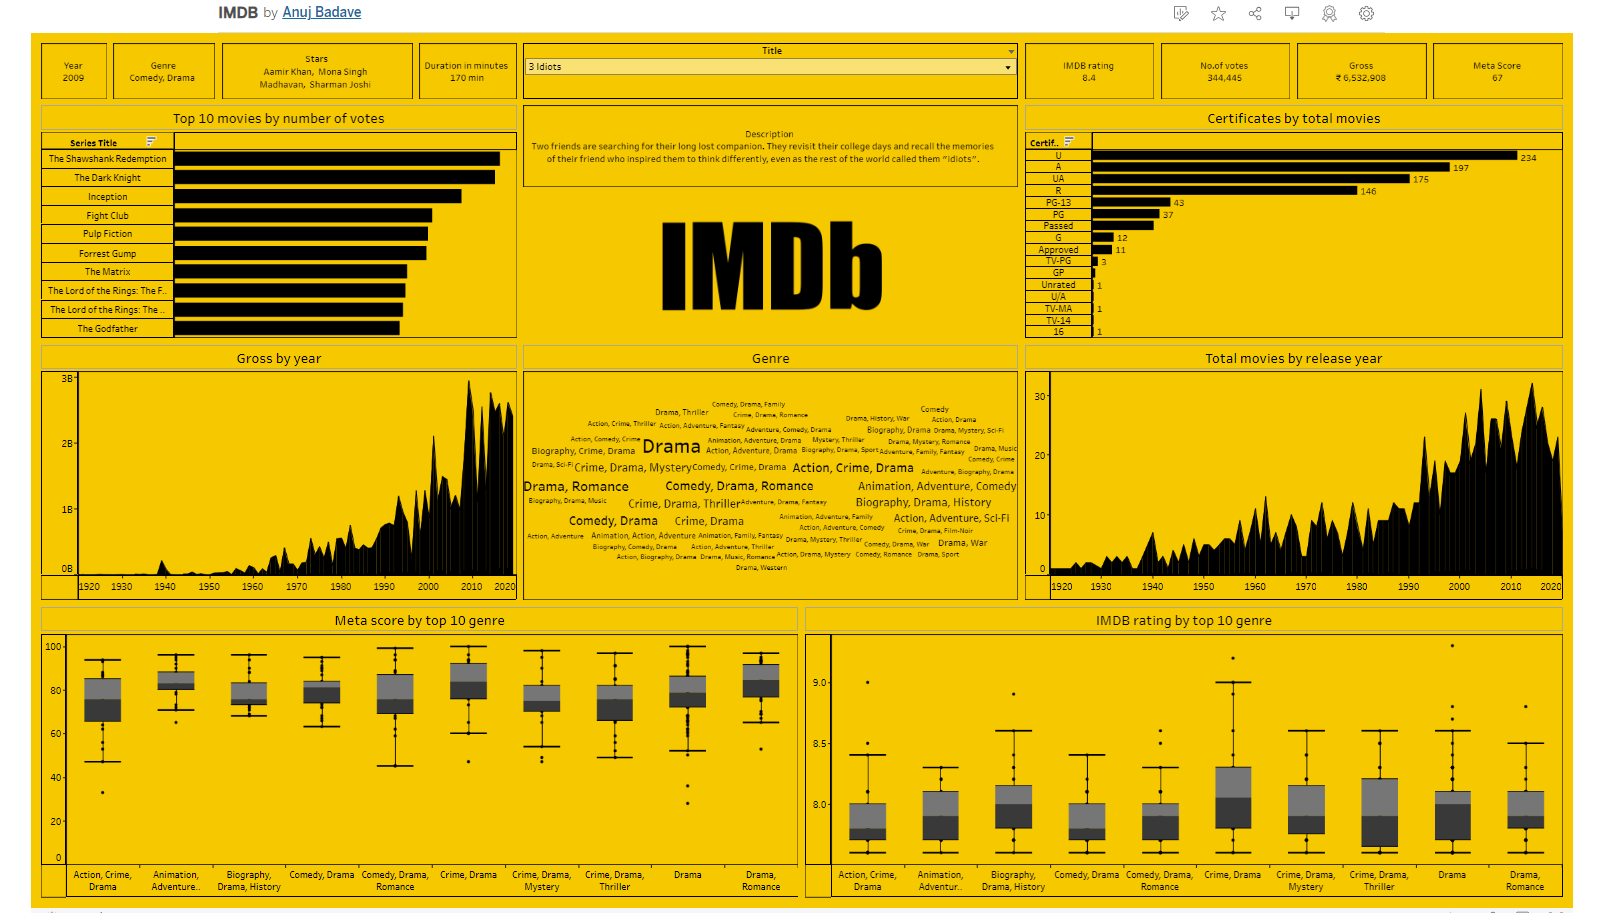 IMDB by Anuj Badave
Year
2009
Genre
Comedy, Drama
Stars
Aamir Khan, Mona Singh
Madhavan, Sharman Joshi
Duration in minutes
170 min
Title
3 Idiots
IMDB rating
8.4
No.of votes
344,445
Gross
₹ 6,532,908
Meta Score
67
Top 10 movies by number of votes
Series Title
The Shawshank Redemption
The Dark Knight
Inception
Fight Club
Pulp Fiction
Forrest Gump
The Matrix
The Lord of the Rings: The F..
The Lord of the Rings: The ..
The Godfather
Description
Two friends are searching for their long lost companion. They revisit their college days and recall the memories
of their friend who inspired them to think differently, even as the rest of the world called them "idiots".
IMDb
Certificates by total movies
Certif..
U 234
A 197
UA 175
R 146
PG-13 43
PG 37
Passed
G 12
Approved 11
TV-PG 3
GP
Unrated 1
U/A
TV-MA 1
TV-14
16 1
Gross by year
3B
2B
1B
0B
1920 1930 1940 1950 1960 1970 1980 1990 2000 2010 2020
Genre
Comedy, Drama, Family
Drama, Thriller
Crime, Drama, Romance
Comedy
Drama, History, War
Action, Drama
Action, Crime, Thriller
Action, Adventure, Fantasy
Adventure, Comedy, Drama
Biography, Drama
Drama, Mystery, Sci-Fi
Action, Comedy, Crime
Drama
Animation, Adventure, Drama
Mystery, Thriller
Drama, Mystery, Romance
Biography, Crime, Drama
Action, Adventure, Drama
Biography, Drama, Sport
Adventure, Family, Fantasy
Drama, Music
Comedy, Crime
Drama, Sci-Fi
Crime, Drama, Mystery
Comedy, Crime, Drama
Action, Crime, Drama
Adventure, Biography, Drama
Drama, Romance
Comedy, Drama, Romance
Animation, Adventure, Comedy
Biography, Drama, Music
Crime, Drama, Thriller
Adventure, Drama, Fantasy
Biography, Drama, History
Comedy, Drama
Crime, Drama
Animation, Adventure, Family
Action, Adventure, Sci-Fi
Action, Adventure, Comedy
Crime, Drama, Film-Noir
Action, Adventure
Animation, Action, Adventure
Animation, Family, Fantasy
Drama, Mystery, Thriller
Comedy, Drama, War
Drama, War
Biography, Comedy, Drama
Action, Adventure, Thriller
Action, Biography, Drama
Drama, Music, Romance
Action, Drama, Mystery
Comedy, Romance
Drama, Sport
Drama, Western
Total movies by release year
30
20
10
0
1920 1930 1940 1950 1960 1970 1980 1990 2000 2010 2020
Meta score by top 10 genre
100
80
60
40
20
0
Action, Crime,
Drama
Animation,
Adventure..
Biography,
Drama, History
Comedy, Drama
Comedy, Drama,
Romance
Crime, Drama
Crime, Drama,
Mystery
Crime, Drama,
Thriller
Drama
Drama,
Romance
IMDB rating by top 10 genre
9.0
8.5
8.0
Action, Crime,
Drama
Animation,
Adventur..
Biography,
Drama, History
Comedy, Drama
Comedy, Drama,
Romance
Crime, Drama
Crime, Drama,
Mystery
Crime, Drama,
Thriller
Drama
Drama,
Romance